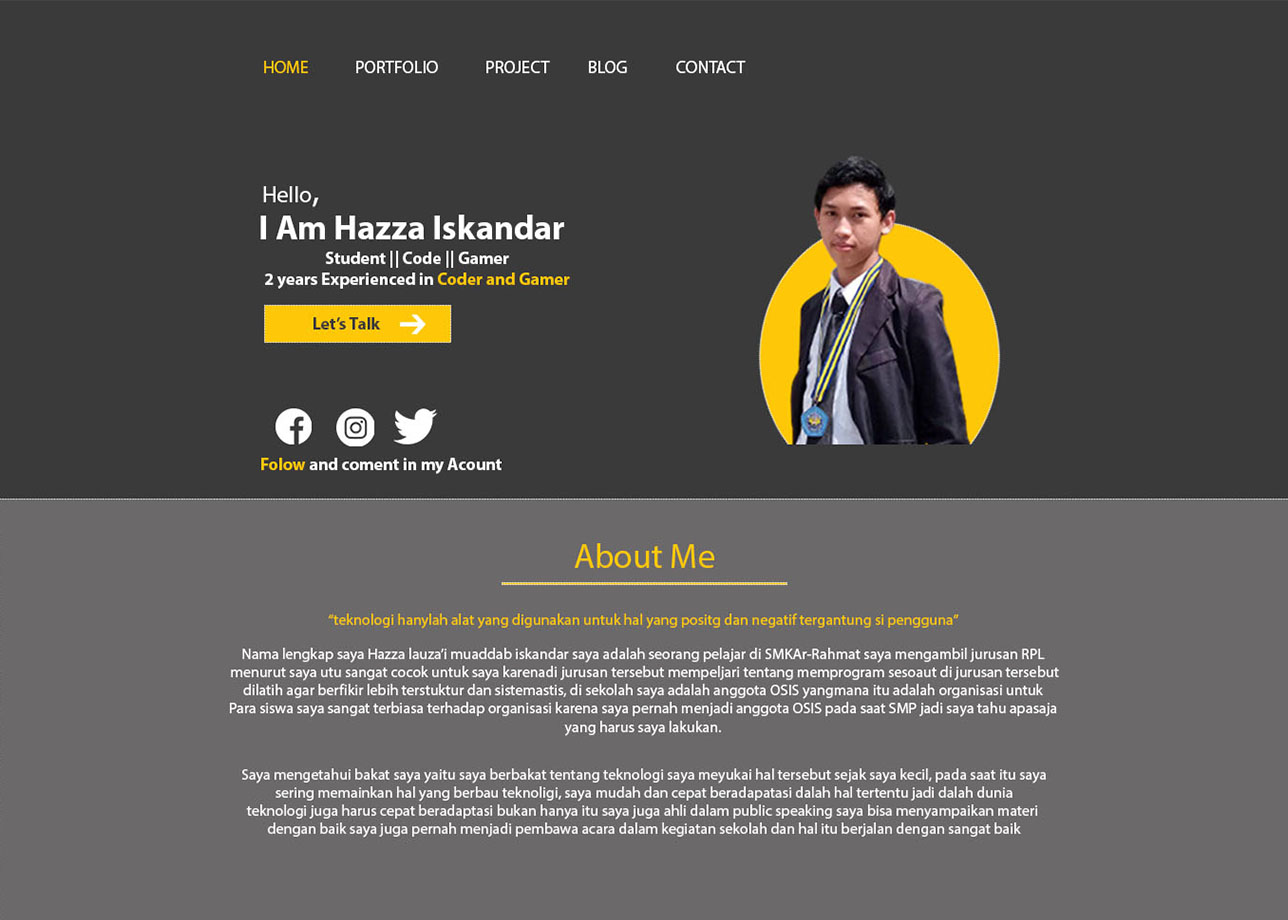 HOME PORTFOLIO PROJECT BLOG CONTACT
Hello,
I Am Hazza Iskandar
Student || Code || Gamer
2 years Experienced in Coder and Gamer
Let's Talk
Folow and coment in my Acount
About Me
“teknologi hanylah alat yang digunakan untuk hal yang positg dan negatif tergantung si pengguna”
Nama lengkap saya Hazza lauza'i muaddab iskandar saya adalah seorang pelajar di SMKAr-Rahmat saya mengambil jurusan RPL
menurut saya utu sangat cocok untuk saya karenadi jurusan tersebut mempeljari tentang memprogram sesoaut di jurusan tersebut
dilatih agar berfikir lebih terstuktur dan sistemastis, di sekolah saya adalah anggota OSIS yangmana itu adalah organisasi untuk
Para siswa saya sangat terbiasa terhadap organisasi karena saya pernah menjadi anggota OSIS pada saat SMP jadi saya tahu apasaja
yang harus saya lakukan.
Saya mengetahui bakat saya yaitu saya berbakat tentang teknologi saya meyukai hal tersebut sejak saya kecil, pada saat itu saya
sering memainkan hal yang berbau teknoligi, saya mudah dan cepat beradapatasi dalah hal tertentu jadi dalah dunia
teknologi juga harus cepat beradaptasi bukan hanya itu saya juga ahli dalam public speaking saya bisa menyampaikan materi
dengan baik saya juga pernah menjadi pembawa acara dalam kegiatan sekolah dan hal itu berjalan dengan sangat baik